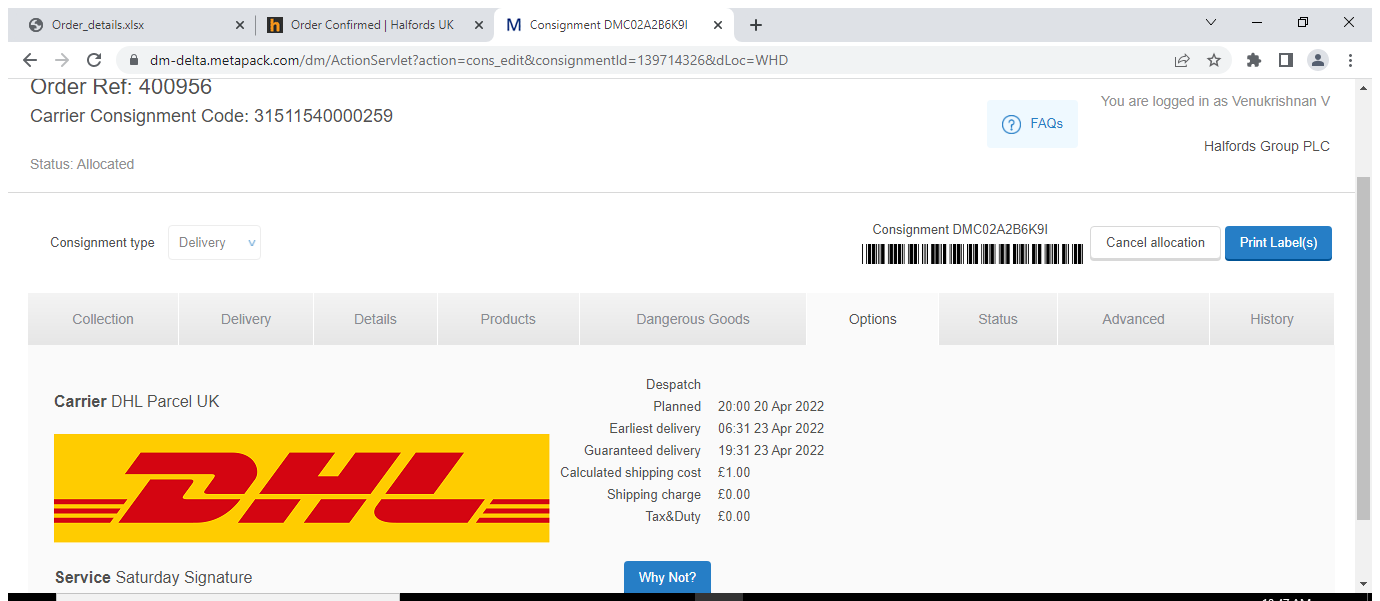 Order_details.xlsx
Order Confirmed | Halfords UK
Consignment DMC02A2B6K9I
dm-delta.metapack.com/dm/ActionServlet?action=cons_edit&consignmentId=139714326&dLoc=WHD
Order Ref: 400956
Carrier Consignment Code: 31511540000259
Status: Allocated
FAQs
You are logged in as Venukrishnan V
Halfords Group PLC
Consignment type
Delivery
Consignment DMC02A2B6K9I
Cancel allocation
Print Label(s)
Collection
Delivery
Details
Products
Dangerous Goods
Options
Status
Advanced
History
Carrier DHL Parcel UK
DHL
Despatch
Planned 20:00 20 Apr 2022
Earliest delivery 06:31 23 Apr 2022
Guaranteed delivery 19:31 23 Apr 2022
Calculated shipping cost £1.00
Shipping charge £0.00
Tax&Duty £0.00
Service Saturday Signature
Why Not?